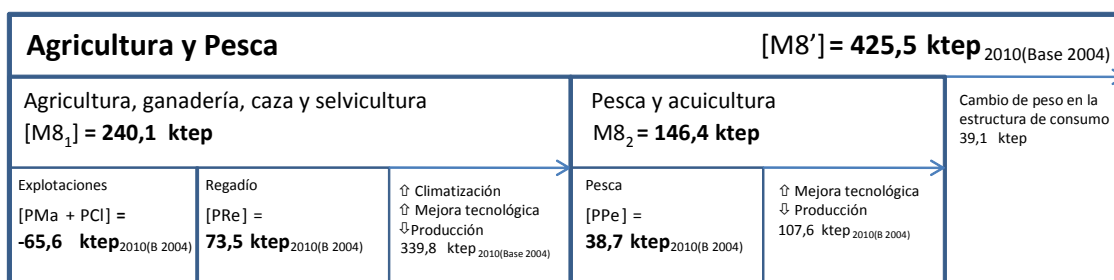 Agricultura y Pesca [M8’] = 425,5 ktep 2010(Base 2004)
Agricultura, ganadería, caza y selvicultura
[M8₁] = 240,1 ktep
Pesca y acuicultura
M8₂ = 146,4 ktep
Cambio de peso en la
estructura de consumo
39,1 ktep
Explotaciones
[PMa + PCl] =
-65,6 ktep2010(B 2004)
Regadío
[PRe] =
73,5 ktep2010(B 2004)
⇧ Climatización
⇧ Mejora tecnológica
⇩Producción
339,8 ktep 2010(Base 2004)
Pesca
[PPe] =
38,7 ktep2010(B 2004)
⇧ Mejora tecnológica
⇩ Producción
107,6 ktep 2010(B 2004)